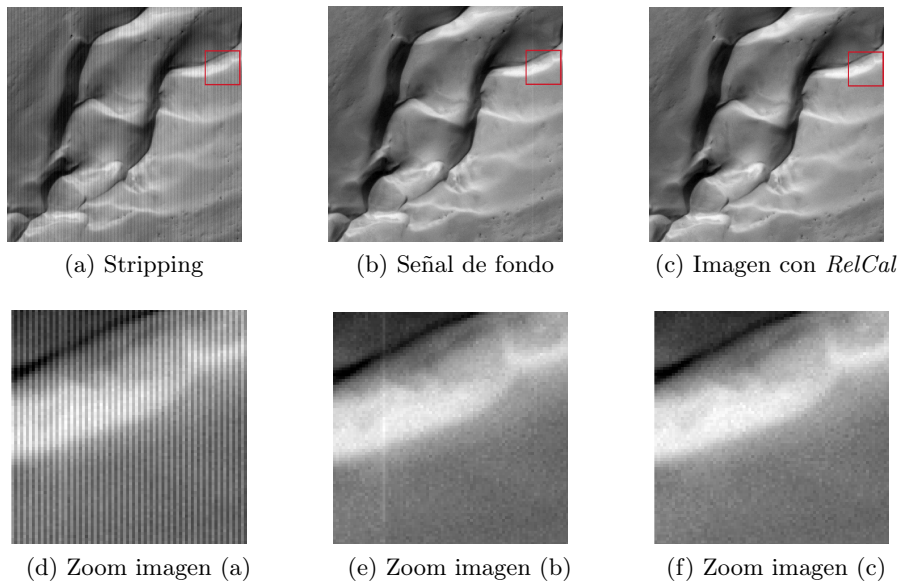 (a) Stripping
(b) Señal de fondo
(c) Imagen con RelCal
(d) Zoom imagen (a)
(e) Zoom imagen (b)
(f) Zoom imagen (c)